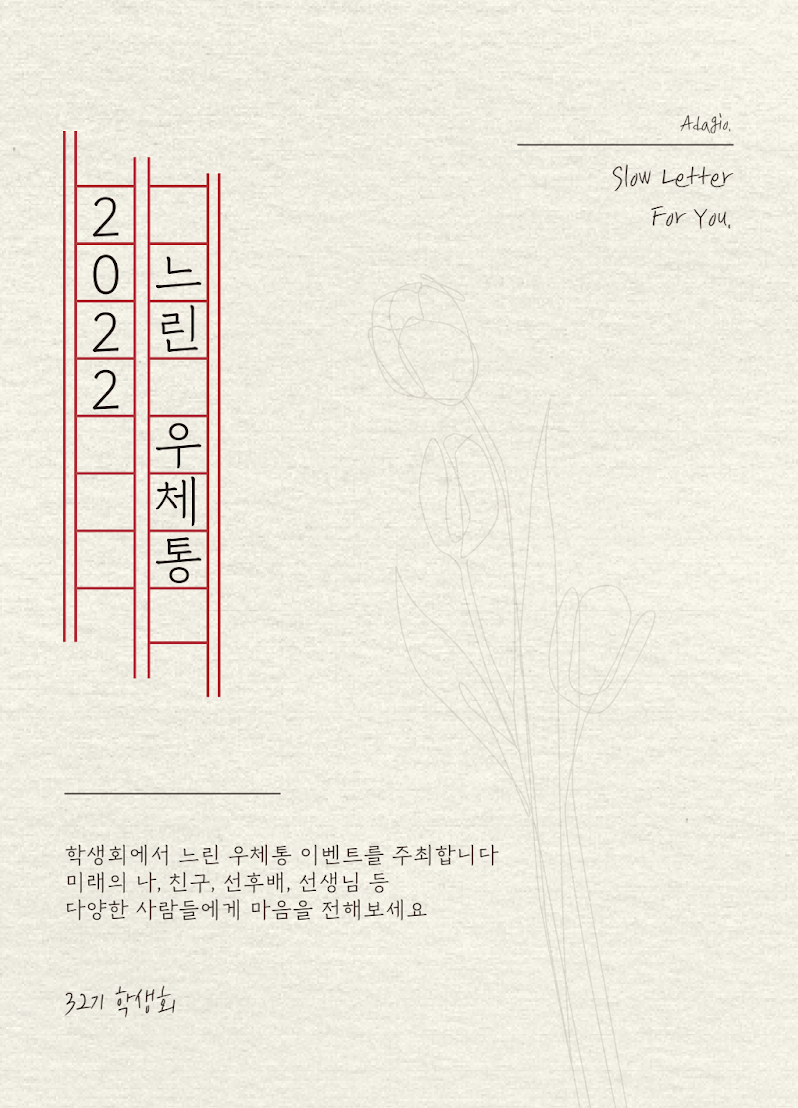 2022
느린 우체통
Adagio.
Slow Letter
For You.
학생회에서 느린 우체통 이벤트를 주최합니다
미래의 나, 친구, 선후배, 선생님 등
다양한 사람들에게 마음을 전해보세요
32기 학생회